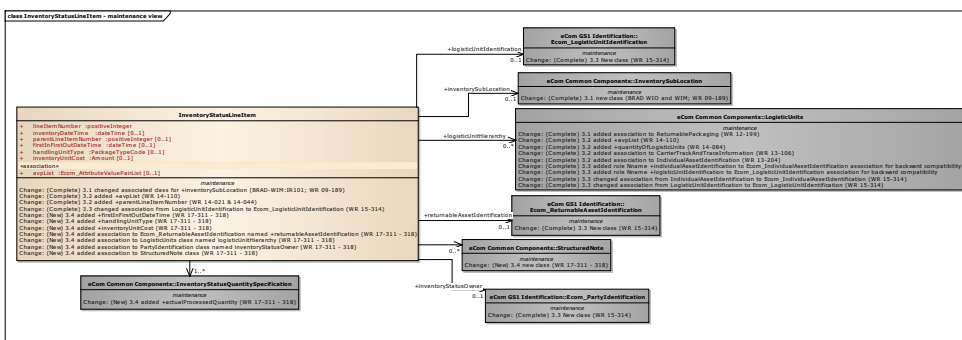 class InventoryStatusLineItem - maintenance view
eCom GS1 Identification::
Ecom_LogisticUnitIdentification
maintenance
Change: (Complete) 3.3 New class (WR 15-314)
+logisticUnitIdentification
0..1
eCom Common Components::InventorySubLocation
maintenance
Change: (Complete) 3.1 new class (BRAD WIO and WIM; WR 09-189)
+inventorySubLocation
0..1
InventoryStatusLineItem
+ lineItemNumber :positiveInteger
+ inventoryDateTime :dateTime [0..1]
+ parentLineItemNumber :positiveInteger [0..1]
+ firstInFirstOutDateTime :dateTime [0..1]
+ handlingUnitType :PackageTypeCode [0..1]
+ inventoryUnitCost :Amount [0..1]
«association»
+ avpList :Ecom_AttributeValuePairList [0..1]
maintenance
Change: (Complete) 3.1 changed associated class for +inventorySubLocation (BRAD-WIM:IR101; WR 09-189)
Change: (Complete) 3.2 added +avpList (WR 14-110)
Change: (Complete) 3.2 added +parentLineItemNumber (WR 14-021 & 14-044)
Change: (Complete) 3.3 changed association from LogisticUnitIdentification to Ecom_LogisticUnitIdentification (WR 15-314)
Change: (New) 3.4 added +firstInFirstOutDateTime (WR 17-311 - 318)
Change: (New) 3.4 added +handlingUnitType (WR 17-311 - 318)
Change: (New) 3.4 added +inventoryUnitCost (WR 17-311 - 318)
Change: (New) 3.4 added association to Ecom_ReturnableAssetIdentification named +returnableAssetIdentification (WR 17-311 - 318)
Change: (New) 3.4 added association to LogisticUnits class named logisticUnitHierarchy (WR 17-311 - 318)
Change: (New) 3.4 added association to PartyIdentification class named inventoryStatusOwner (WR 17-311 - 318)
Change: (New) 3.4 added association to StructuredNote class (WR 17-311 - 318)
+logisticUnitHierarchy
0..*
eCom Common Components::LogisticUnits
maintenance
Change: (Complete) 3.1 added association to ReturnablePackaging (WR 12-199)
Change: (Complete) 3.2 added +avpList (WR 14-110)
Change: (Complete) 3.2 added +quantityOfLogisticUnits (WR 14-084)
Change: (Complete) 3.2 added association to CarrierTrackAndTraceInformation (WR 13-106)
Change: (Complete) 3.2 added association to IndividualAssetIdentification (WR 13-204)
Change: (Complete) 3.3 added role Nname +individualAssetIdentification to Ecom_IndividualAssetIdentification association for backward compatibility
Change: (Complete) 3.3 added role Nname +logisticUnitIdentification to Ecom_LogisticUnitIdentification association for backward compatibility
Change: (Complete) 3.3 changed association from IndividualAssetIdentification to Ecom_IndividualAssetIdentification (WR 15-314)
Change: (Complete) 3.3 changed association from LogisticUnitIdentification to Ecom_LogisticUnitIdentification (WR 15-314)
+returnableAssetIdentification
0..1
eCom GS1 Identification::
Ecom_ReturnableAssetIdentification
maintenance
Change: (Complete) 3.3 New class (WR 15-314)
0..*
eCom Common Components::StructuredNote
maintenance
Change: (New) 3.4 new class (WR 17-311 - 318)
1..*
eCom Common Components::InventoryStatusQuantitySpecification
maintenance
Change: (New) 3.4 added +actualProcessedQuantity (WR 17-311 - 318)
+inventoryStatusOwner
0..1
eCom GS1 Identification::Ecom_PartyIdentification
maintenance
Change: (Complete) 3.3 New class (WR 15-314)